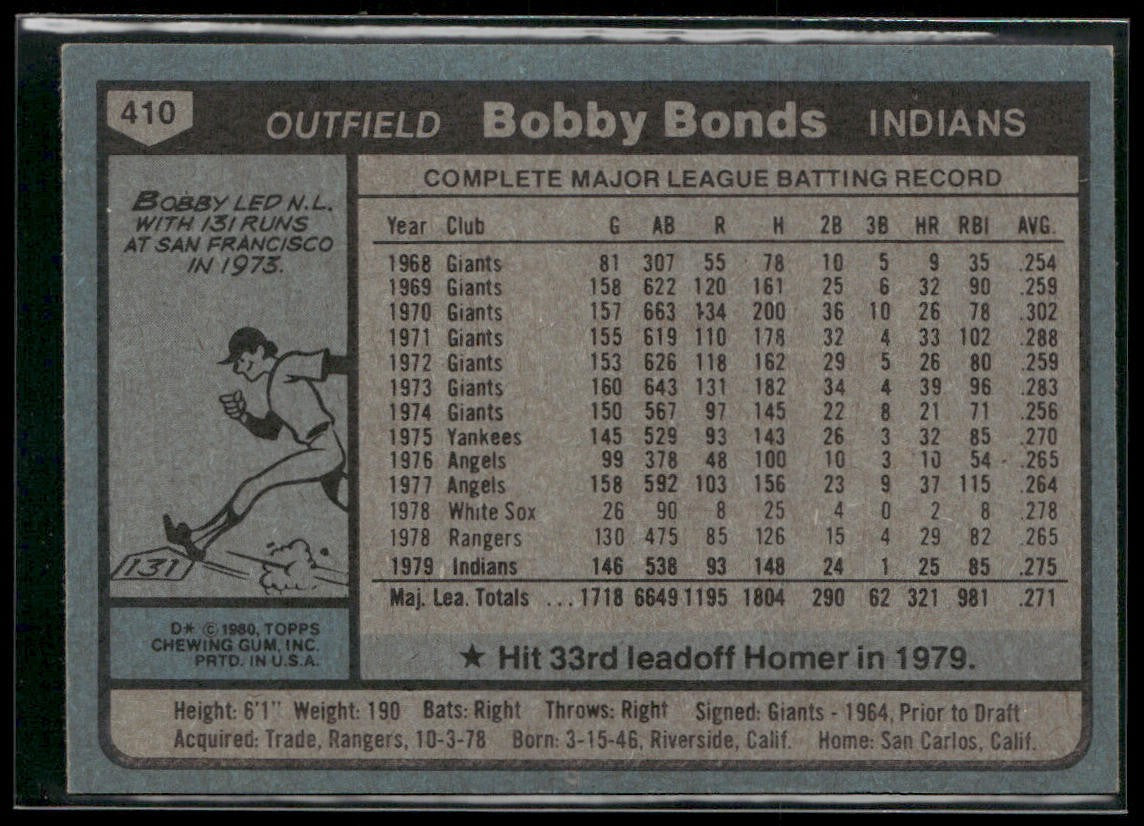 410 OUTFIELD Bobby Bonds INDIANS
BOBBY LED N.L.
WITH 131 RUNS
AT SAN FRANCISCO
IN 1973.
131
D* © 1980, TOPPS
CHEWING GUM, INC.
PRTD. IN U.S.A.
COMPLETE MAJOR LEAGUE BATTING RECORD
Year Club G AB R H 2B 3B HR RBI AVG.
1968 Giants 81 307 55 78 10 5 9 35 .254
1969 Giants 158 622 120 161 25 6 32 90 .259
1970 Giants 157 663 134 200 36 10 26 78 .302
1971 Giants 155 619 110 178 32 4 33 102 .288
1972 Giants 153 626 118 162 29 5 26 80 .259
1973 Giants 160 643 131 182 34 4 39 96 .283
1974 Giants 150 567 97 145 22 8 21 71 .256
1975 Yankees 145 529 93 143 26 3 32 85 .270
1976 Angels 99 378 48 100 10 3 10 54 .265
1977 Angels 158 592 103 156 23 9 37 115 .264
1978 White Sox 26 90 8 25 4 0 2 8 .278
1978 Rangers 130 475 85 126 15 4 29 82 .265
1979 Indians 146 538 93 148 24 1 25 85 .275
Maj. Lea. Totals ... 1718 6649 1195 1804 290 62 321 981 .271
★ Hit 33rd leadoff Homer in 1979.
Height: 6'1" Weight: 190 Bats: Right Throws: Right Signed: Giants - 1964, Prior to Draft
Acquired: Trade, Rangers, 10-3-78 Born: 3-15-46, Riverside, Calif. Home: San Carlos, Calif.